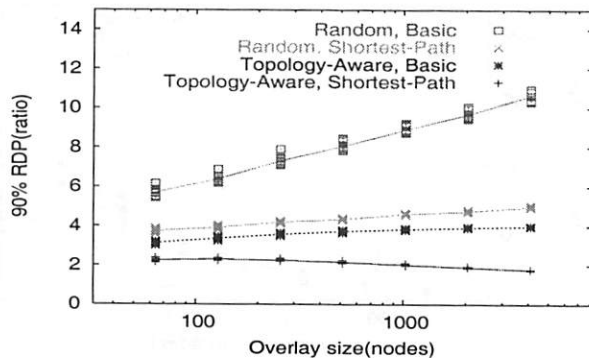 14
12
10
8
6
4
2
0
90% RDP(ratio)
Random, Basic
Random, Shortest-Path
Topology-Aware, Basic
Topology-Aware, Shortest-Path
100
1000
Overlay size(nodes)